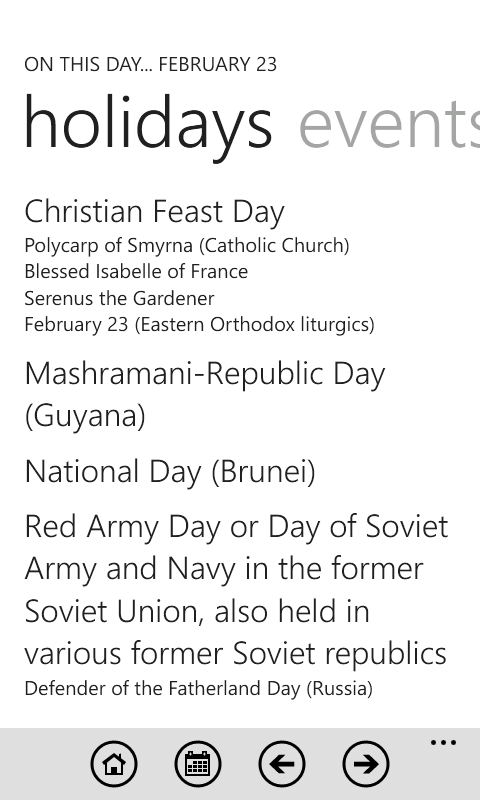 ON THIS DAY... FEBRUARY 23
holidays events
Christian Feast Day
Polycarp of Smyrna (Catholic Church)
Blessed Isabelle of France
Serenus the Gardener
February 23 (Eastern Orthodox liturgics)
Mashramani-Republic Day
(Guyana)
National Day (Brunei)
Red Army Day or Day of Soviet
Army and Navy in the former
Soviet Union, also held in
various former Soviet republics
Defender of the Fatherland Day (Russia)